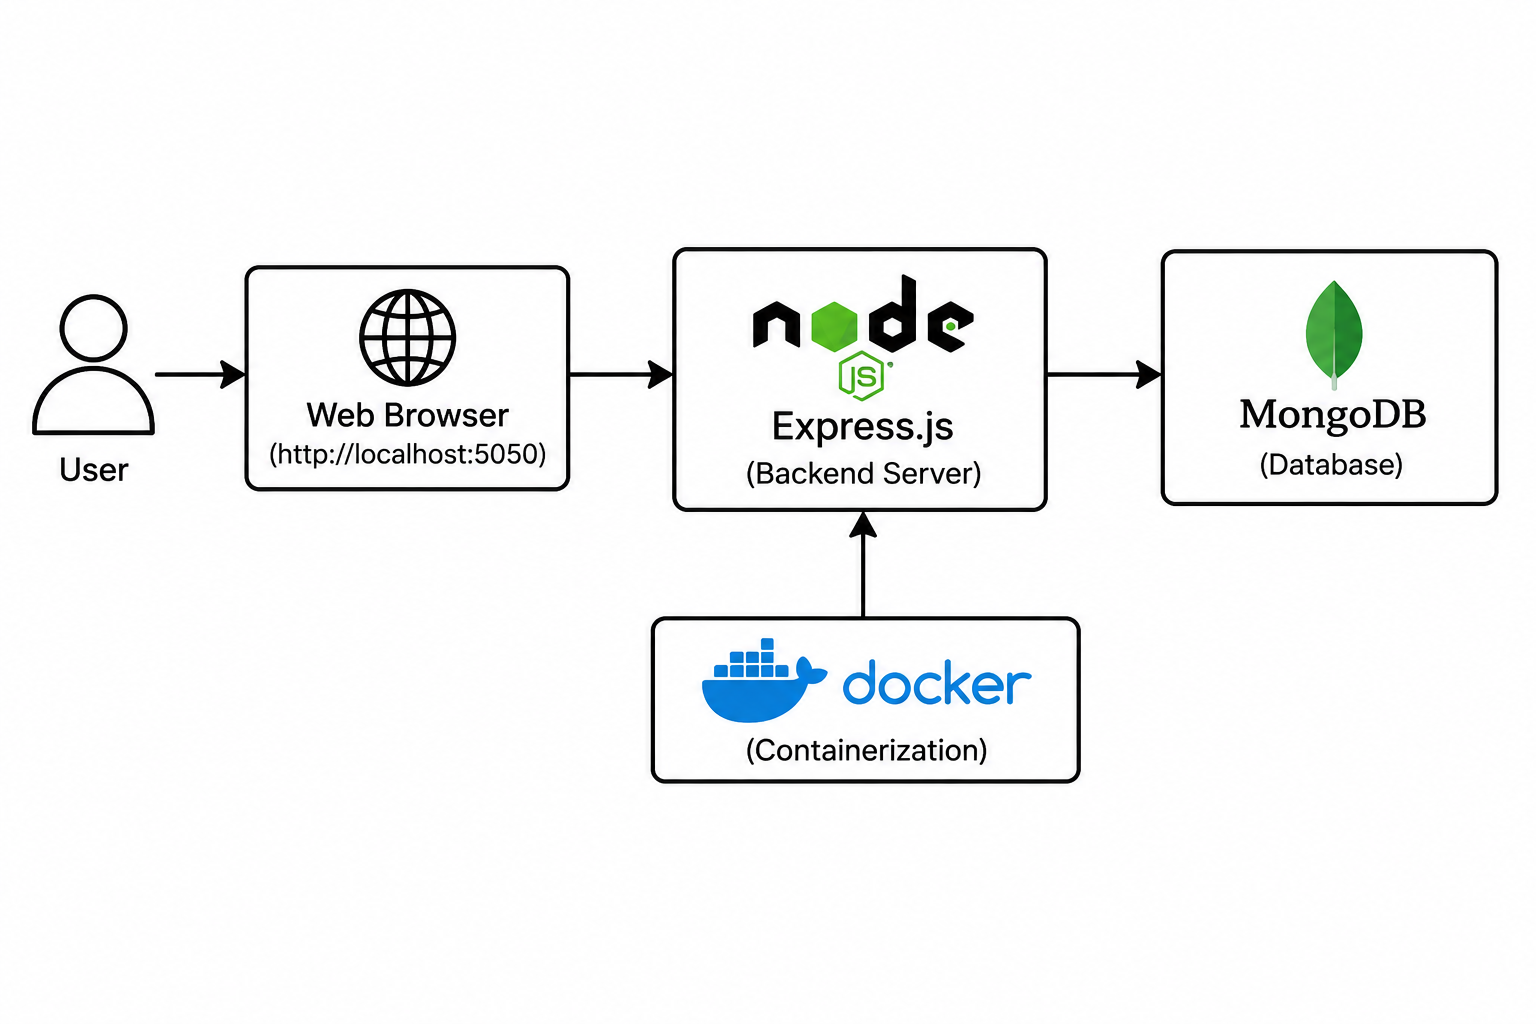 User
Web Browser
(http://localhost:5050)
node
JS
Express.js
(Backend Server)
MongoDB
(Database)
docker
(Containerization)